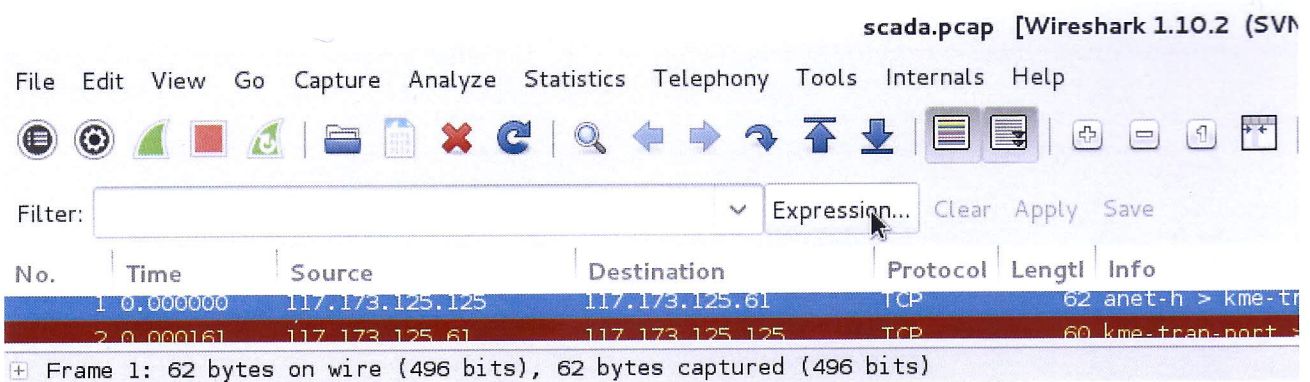 scada.pcap [Wireshark 1.10.2 (SVN
File Edit View Go Capture Analyze Statistics Telephony Tools Internals Help
Filter: Expression... Clear Apply Save
No. Time Source Destination Protocol Lengtl Info
1 0.000000 117.173.125.125 117.173.125.61 TCP 62 anet-h > kme-tr
2 0.000161 117.173.125.61 117.173.125.125 TCP 60 kme-trap-port >
Frame 1: 62 bytes on wire (496 bits), 62 bytes captured (496 bits)